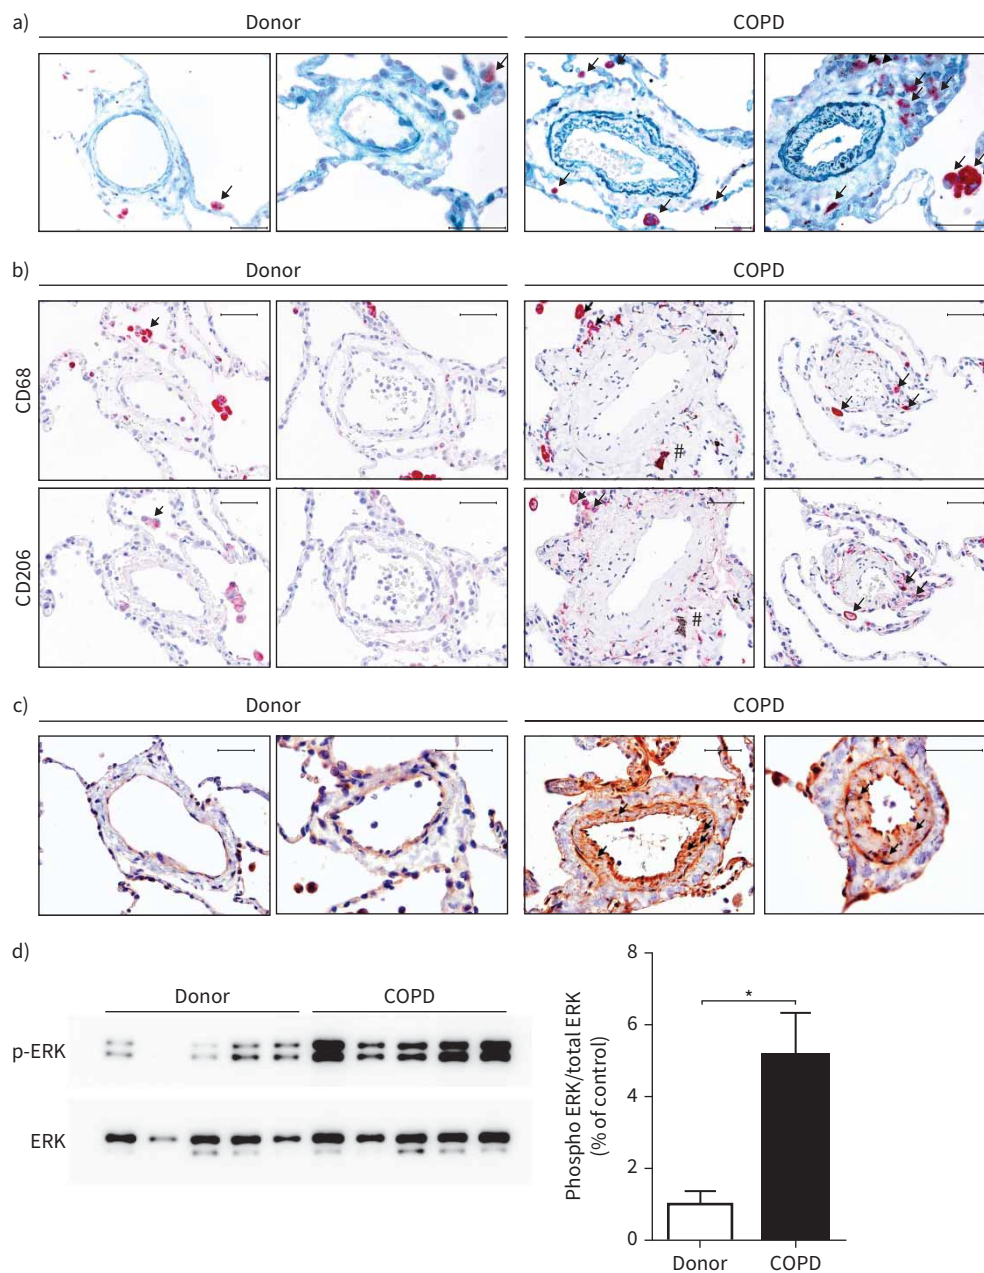 a)
Donor
COPD
b)
Donor
COPD
CD68
#
CD206
#
c)
Donor
COPD
d)
Donor
COPD
p-ERK
ERK
Phospho ERK/total ERK
(% of control)
8
6
4
2
0
*
Donor
COPD